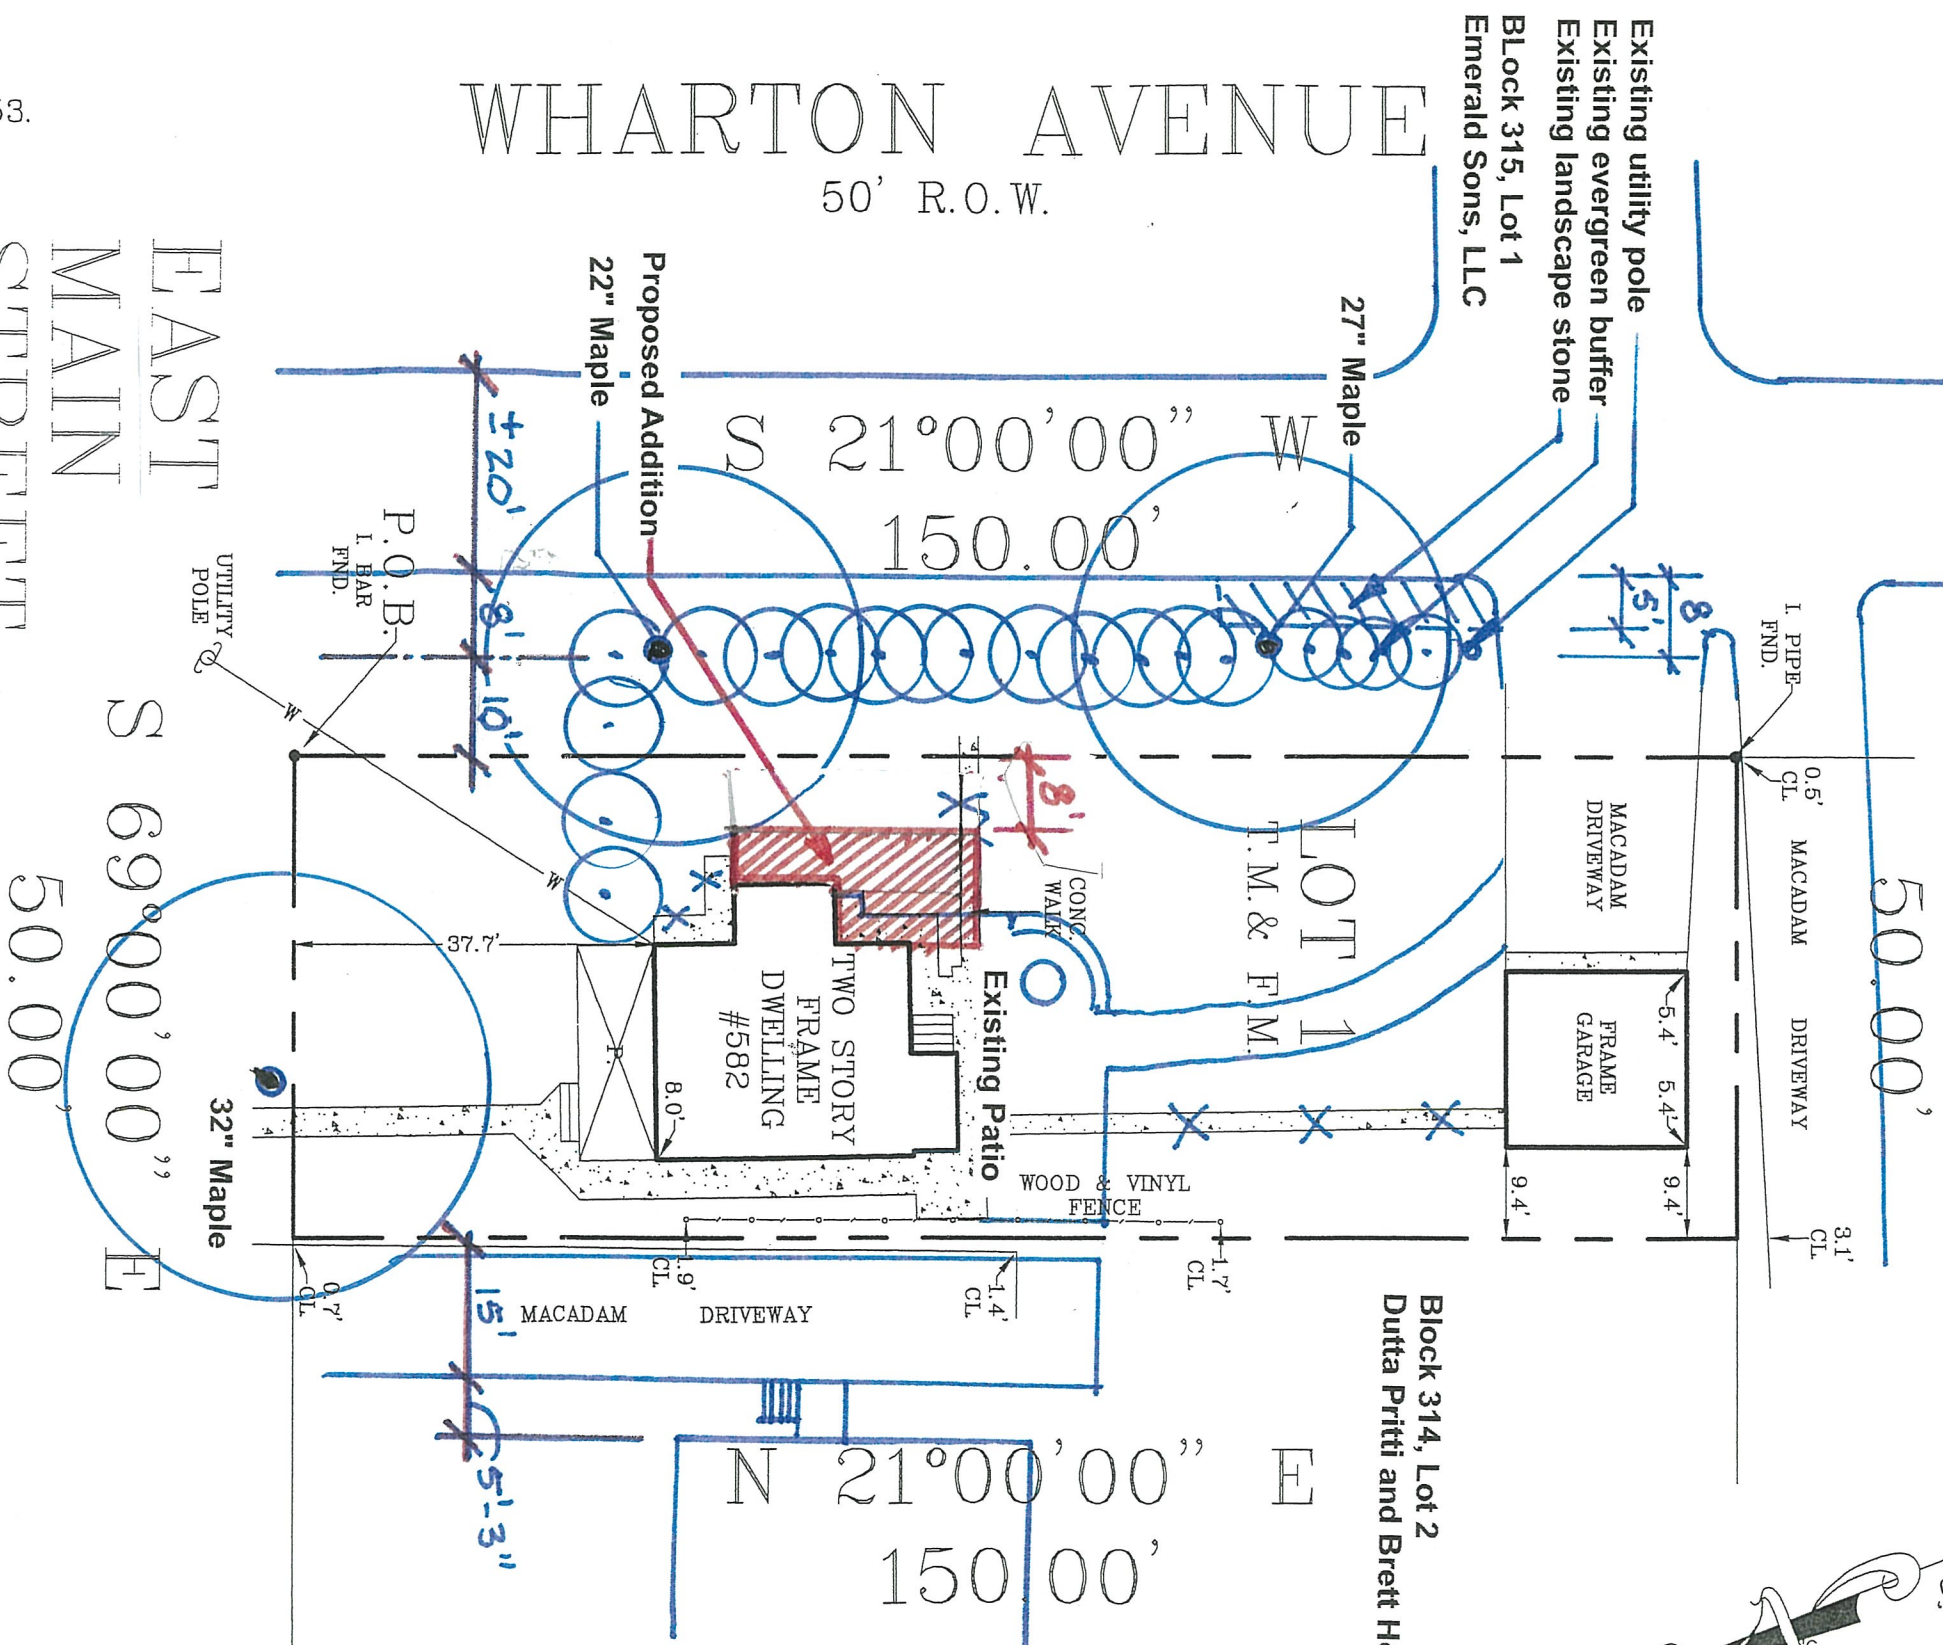 Existing utility pole
Existing evergreen buffer
Existing landscape stone
BLock 315, Lot 1
Emerald Sons, LLC
WHARTON AVENUE
50' R.O.W.
53.
EAST
MAIN
STREET
27" Maple
Proposed Addition
22" Maple
S 21°00'00" W
150.00'
± 20'
8'
10'
P.O.B.
I. BAR
FND.
UTILITY
POLE
W
W
8'
5'
I. PIPE
FND.
0.5'
CL
MACADAM DRIVEWAY
50.00'
MACADAM
DRIVEWAY
8'
CONC.
WALK
LOT 1
T.M.& F.M.
S 69°00'00" E
50.00'
37.7'
P.
TWO STORY
FRAME
DWELLING
#582
8.0'
Existing Patio
FRAME
GARAGE
5.4'
5.4'
9.4'
9.4'
WOOD & VINYL
FENCE
32" Maple
0.7'
CL
1.9'
CL
1.4'
CL
1.7'
CL
3.1'
CL
15'
MACADAM DRIVEWAY
5'-3"
N 21°00'00" E
150.00'
Block 314, Lot 2
Dutta Pritti and Brett